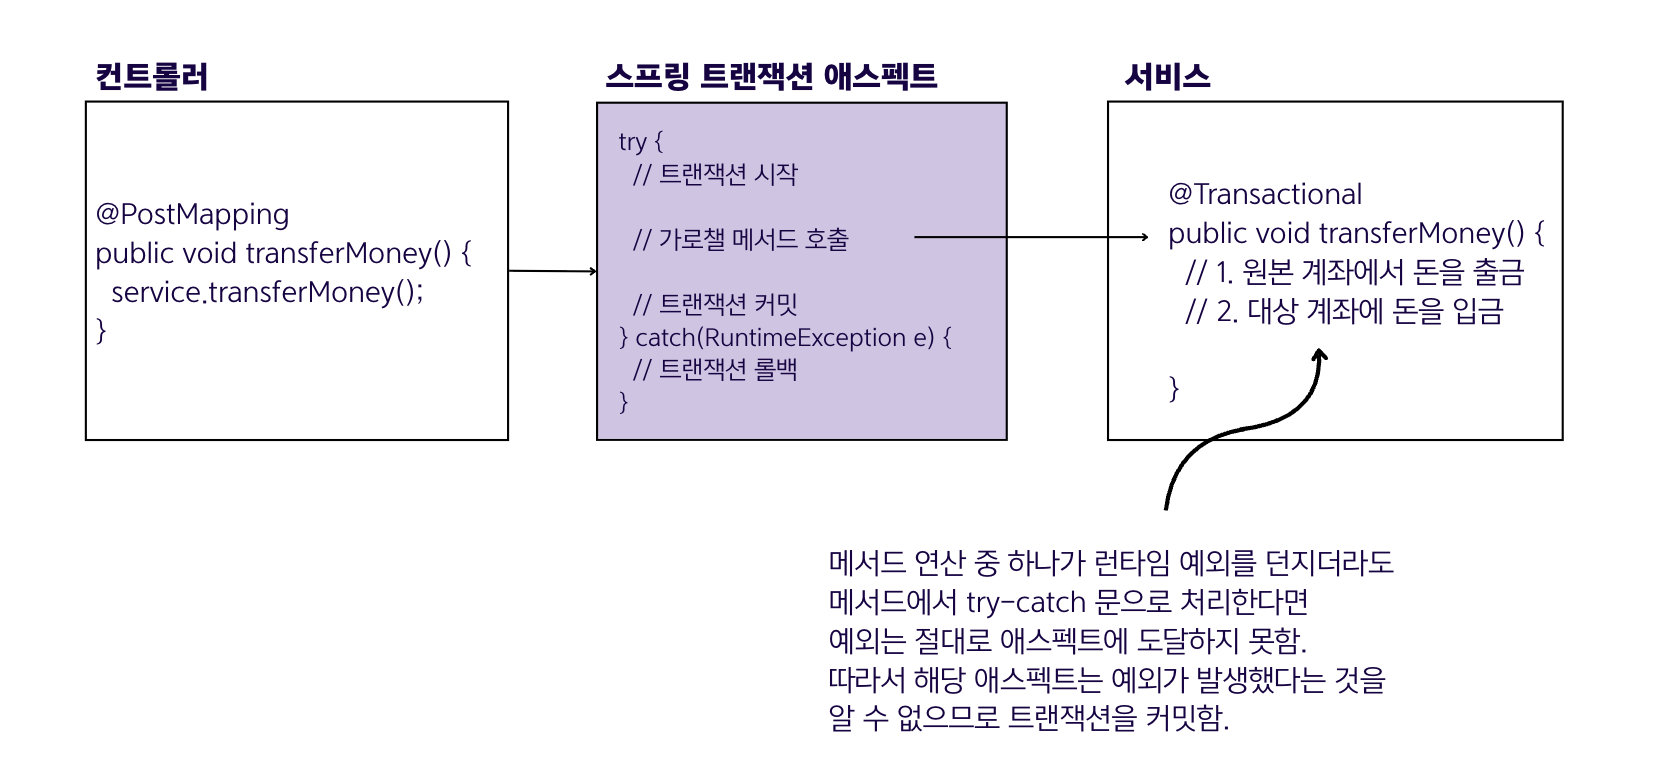 컨트롤러
@PostMapping
public void transferMoney() {
service.transferMoney();
}
스프링 트랜잭션 애스펙트
try {
// 트랜잭션 시작
// 가로챌 메서드 호출
// 트랜잭션 커밋
} catch(RuntimeException e) {
// 트랜잭션 롤백
}
서비스
@Transactional
public void transferMoney() {
// 1. 원본 계좌에서 돈을 출금
// 2. 대상 계좌에 돈을 입금
}
메서드 연산 중 하나가 런타임 예외를 던지더라도
메서드에서 try-catch 문으로 처리한다면
예외는 절대로 애스펙트에 도달하지 못함.
따라서 해당 애스펙트는 예외가 발생했다는 것을
알 수 없으므로 트랜잭션을 커밋함.